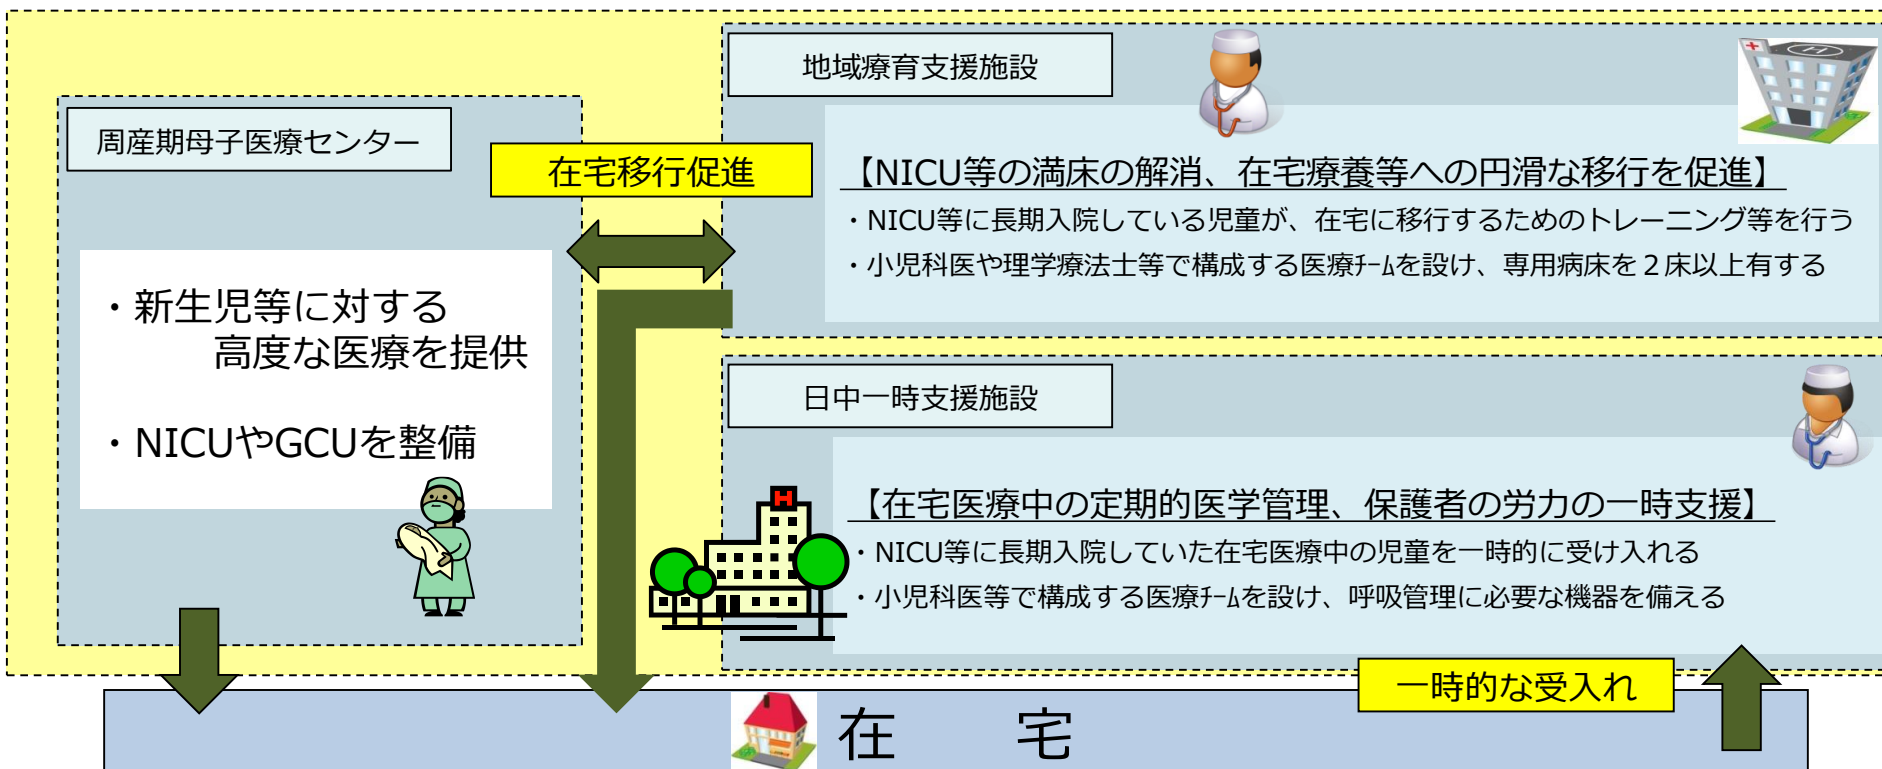 周産期母子医療センター
・新生児等に対する
高度な医療を提供
・NICUやGCUを整備
在宅移行促進
地域療育支援施設
H
【NICU等の満床の解消、在宅療養等への円滑な移行を促進】
・NICU等に長期入院している児童が、在宅に移行するためのトレーニング等を行う
・小児科医や理学療法士等で構成する医療ﾁｰﾑを設け、専用病床を２床以上有する
日中一時支援施設
H
【在宅医療中の定期的医学管理、保護者の労力の一時支援】
・NICU等に長期入院していた在宅医療中の児童を一時的に受け入れる
・小児科医等で構成する医療ﾁｰﾑを設け、呼吸管理に必要な機器を備える
一時的な受入れ
在　宅